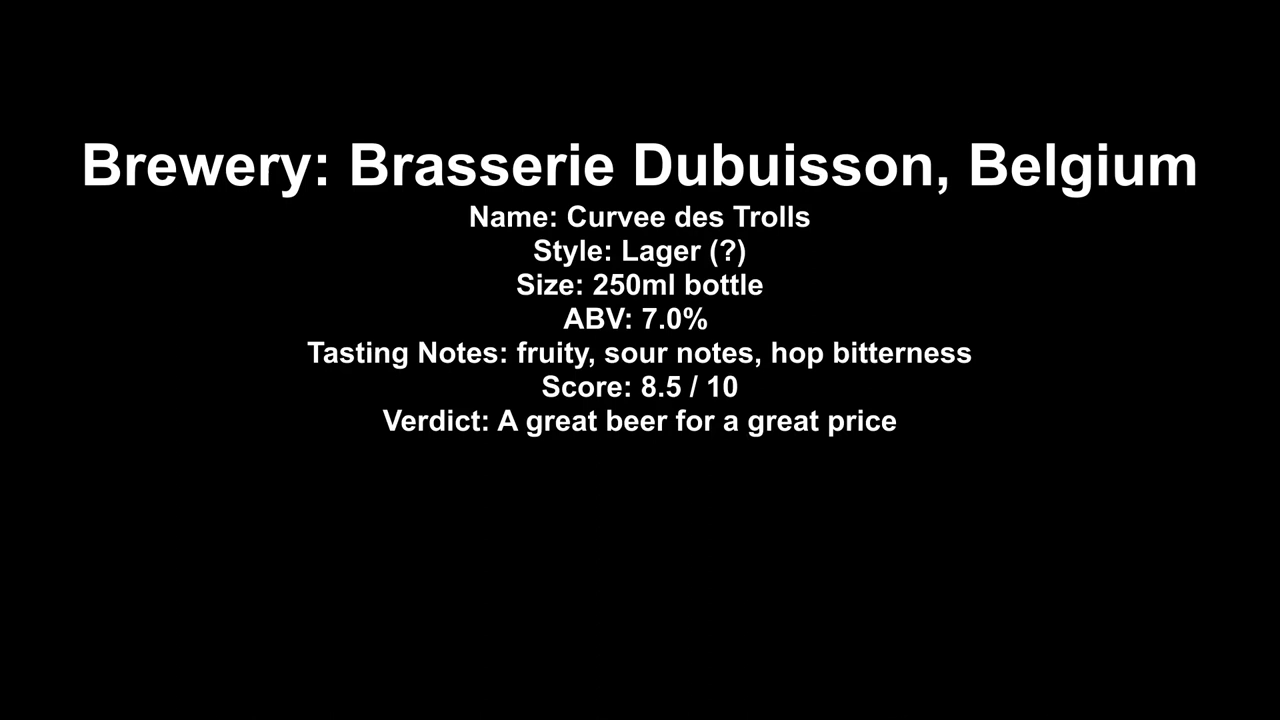 Brewery: Brasserie Dubuisson, Belgium
Name: Curvee des Trolls
Style: Lager (?)
Size: 250ml bottle
ABV: 7.0%
Tasting Notes: fruity, sour notes, hop bitterness
Score: 8.5 / 10
Verdict: A great beer for a great price